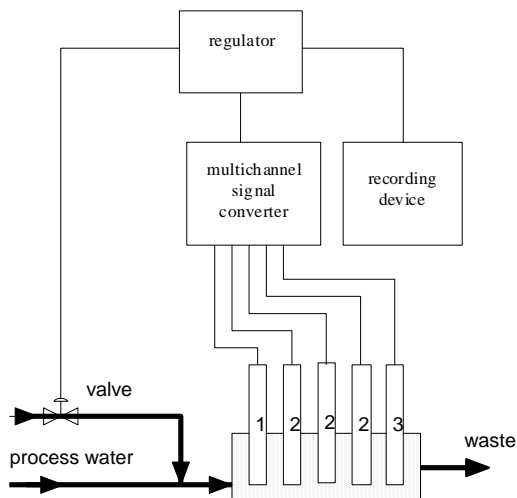 regulator
multichannel
signal
converter
recording
device
valve
1 2 2 2 3
process water
waste